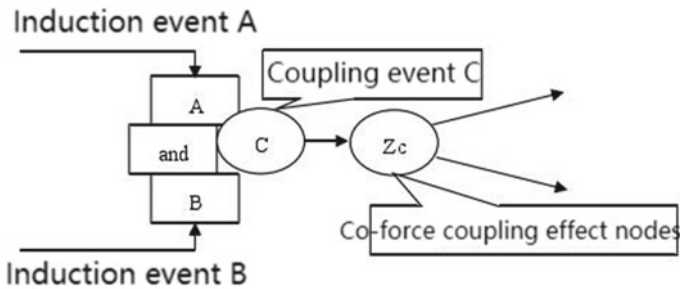 Induction event A
Coupling event C
A
and
C
Zc
B
Co-force coupling effect nodes
Induction event B